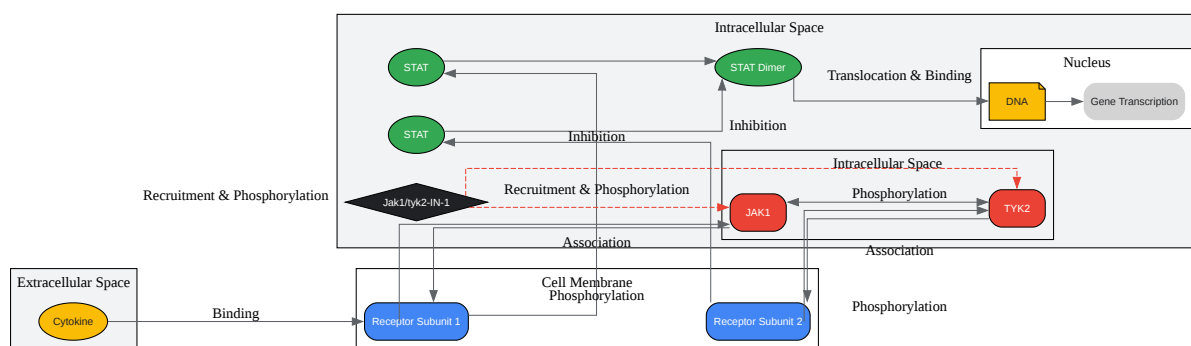 Intracellular Space
STAT
STAT Dimer
Nucleus
Translocation & Binding
DNA
Gene Transcription
STAT
Inhibition
Inhibition
Intracellular Space
Recruitment & Phosphorylation
Jak1/tyk2-IN-1
Recruitment & Phosphorylation
JAK1
Phosphorylation
TYK2
Association
Association
Extracellular Space
Cell Membrane
Phosphorylation
Phosphorylation
Cytokine
Binding
Receptor Subunit 1
Receptor Subunit 2